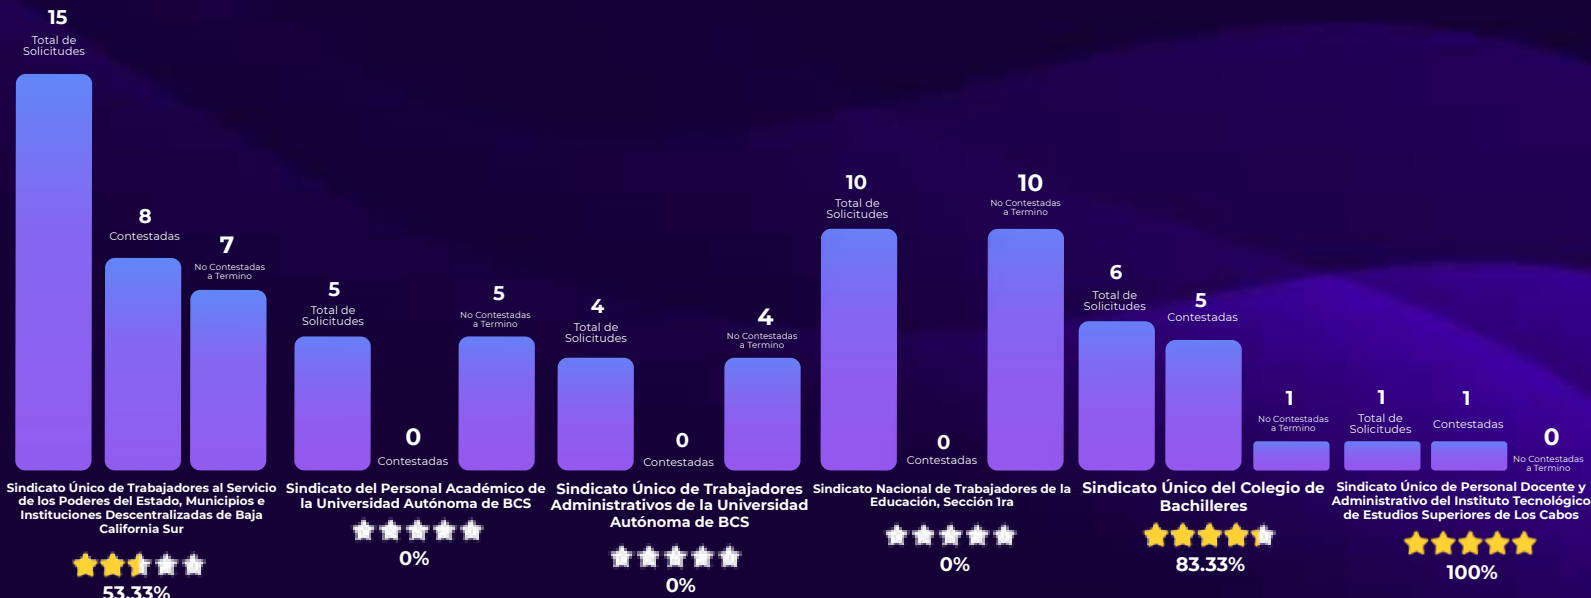 15
Total de
Solicitudes
8
Contestadas
7
No Contestadas
a Termino
Sindicato Único de Trabajadores al Servicio
de los Poderes del Estado, Municipios e
Instituciones Descentralizadas de Baja
California Sur
53.33%
5
Total de
Solicitudes
0
Contestadas
5
No Contestadas
a Termino
Sindicato del Personal Académico de
la Universidad Autónoma de BCS
0%
4
Total de
Solicitudes
0
Contestadas
4
No Contestadas
a Termino
Sindicato Único de Trabajadores
Administrativos de la Universidad
Autónoma de BCS
0%
10
Total de
Solicitudes
0
Contestadas
10
No Contestadas
a Termino
Sindicato Nacional de Trabajadores de la
Educación, Sección 1ra
0%
6
Total de
Solicitudes
5
Contestadas
1
No Contestadas
a Termino
Sindicato Único del Colegio de
Bachilleres
83.33%
1
Total de
Solicitudes
1
Contestadas
0
No Contestadas
a Termino
Sindicato Único de Personal Docente y
Administrativo del Instituto Tecnológico
de Estudios Superiores de Los Cabos
100%